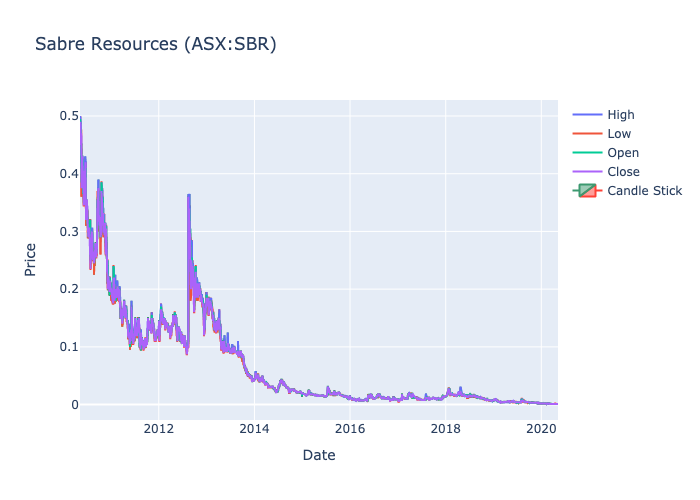 Sabre Resources (ASX:SBR)
0.5
0.4
0.3
0.2
0.1
0
Price
2012
2014
2016
2018
2020
Date
High
Low
Open
Close
Candle Stick